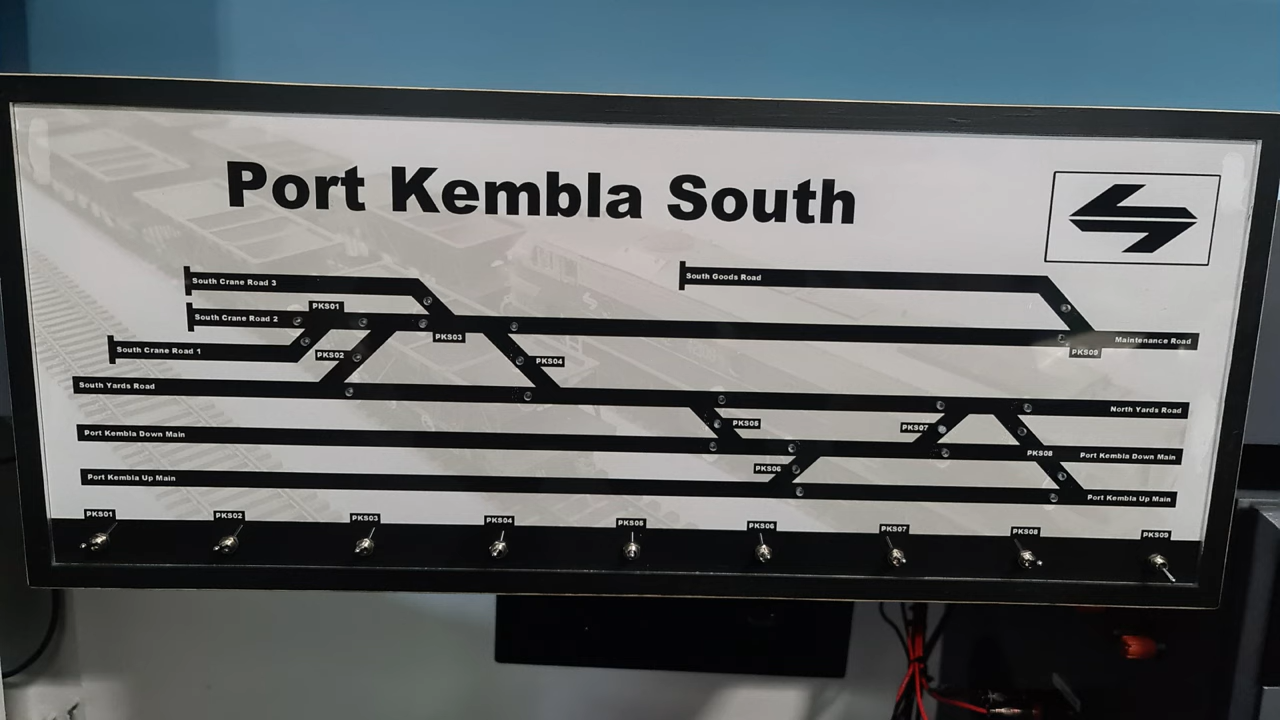 Port Kembla South
South Crane Road 3
South Goods Road
PKS01
South Crane Road 2
PKS03
Maintenance Road
South Crane Road 1
PKS02
PKS04
PKS09
South Yards Road
North Yards Road
PKS05
PKS07
Port Kembla Down Main
PKS08
Port Kembla Down Main
PKS06
Port Kembla Up Main
Port Kembla Up Main
PKS01
PKS02
PKS03
PKS04
PKS05
PKS06
PKS07
PKS08
PKS09